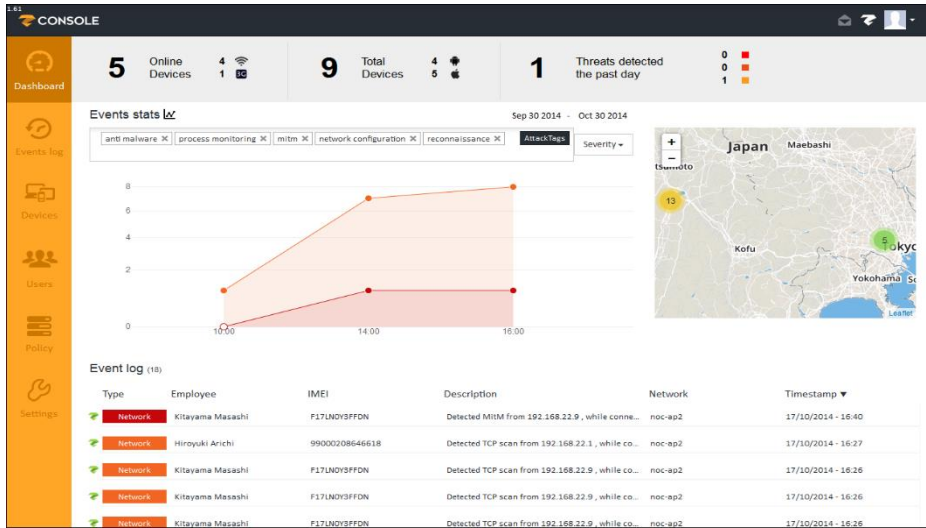 1.61
CONSOLE
Dashboard
Events log
Devices
Users
Policy
Settings
5 Online Devices 4 1 3G
9 Total Devices 4 5
1 Threats detected the past day 0 0 1
Events stats Sep 30 2014 - Oct 30 2014
anti malware × process monitoring × mitm × network configuration × reconnaissance × AttackTags Severity
8
6
4
2
0
10:00 14:00 16:00
+
−
Japan Maebashi
13
5
Kofu
Yokohama
Leaflet
Event log (18)
Type Employee IMEI Description Network Timestamp ▼
Network Kitayama Masashi F17LN0Y3FFDN Detected MitM from 192.168.22.9 , while conne... noc-ap2 17/10/2014 - 16:40
Network Hiroyuki Arichi 99000208646618 Detected TCP scan from 192.168.22.1 , while co... noc-ap2 17/10/2014 - 16:27
Network Kitayama Masashi F17LN0Y3FFDN Detected TCP scan from 192.168.22.9 , while co... noc-ap2 17/10/2014 - 16:26
Network Kitayama Masashi F17LN0Y3FFDN Detected TCP scan from 192.168.22.9 , while co... noc-ap2 17/10/2014 - 16:26
Network Kitayama Masashi F17LN0Y3FFDN Detected TCP scan from 192.168.22.9 , while co... noc-ap2 17/10/2014 - 16:26